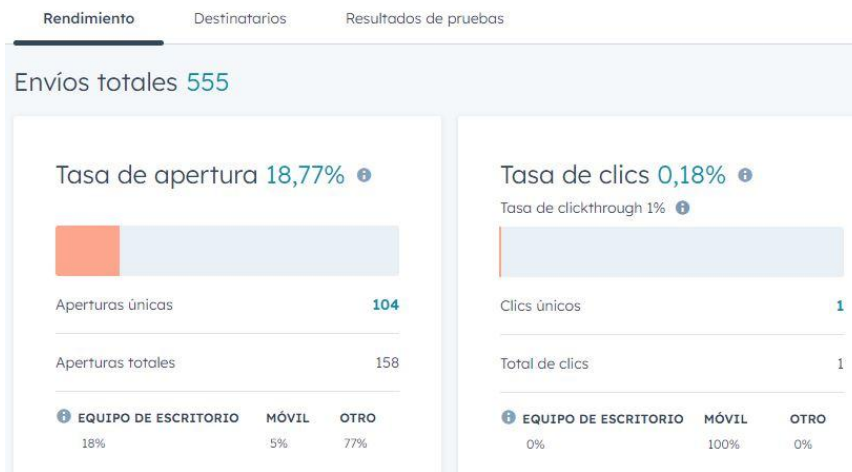 Rendimiento Destinatarios Resultados de pruebas
Envíos totales 555
Tasa de apertura 18,77%
Aperturas únicas 104
Aperturas totales 158
EQUIPO DE ESCRITORIO MÓVIL OTRO
18% 5% 77%
Tasa de clics 0,18%
Tasa de clickthrough 1%
Clics únicos 1
Total de clics 1
EQUIPO DE ESCRITORIO MÓVIL OTRO
0% 100% 0%